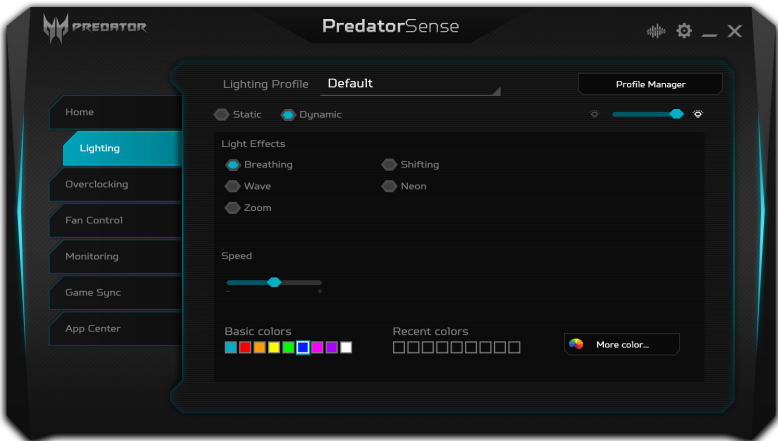 PREDATOR
PredatorSense
Lighting Profile Default
Profile Manager
Home
Static Dynamic
Lighting
Light Effects
Breathing Shifting
Overclocking
Wave Neon
Zoom
Fan Control
Monitoring
Speed
Game Sync
- +
App Center
Basic colors Recent colors
More color...